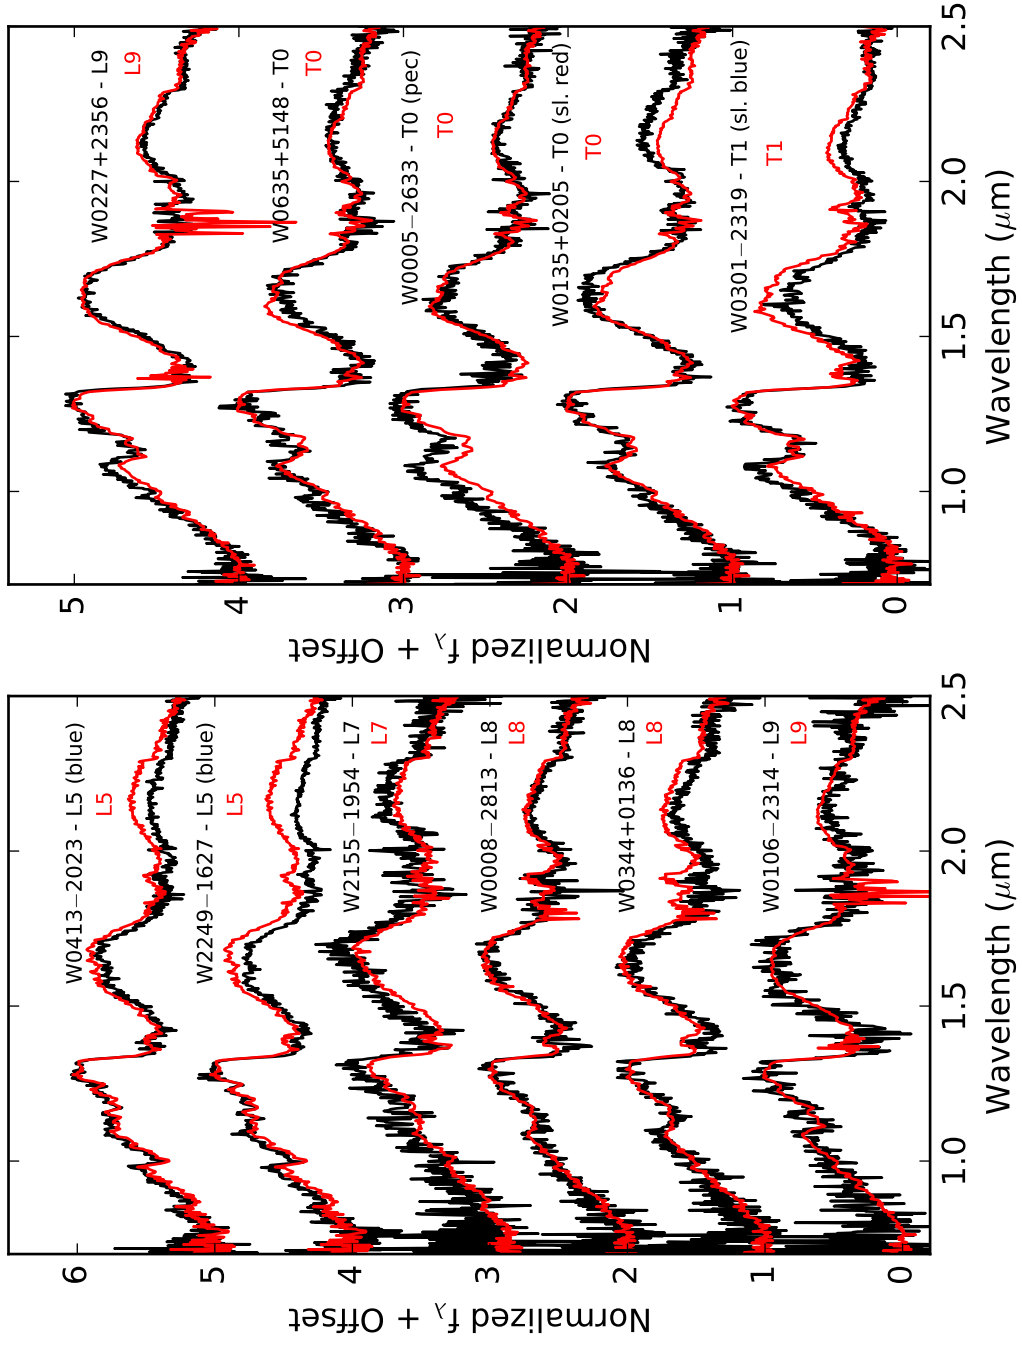 6
5
4
3
2
1
0
Normalized fλ + Offset
1.0
1.5
2.0
2.5
Wavelength (μm)
W0413−2023 - L5 (blue)
L5
W2249−1627 - L5 (blue)
L5
W2155−1954 - L7
L7
W0008−2813 - L8
L8
W0344+0136 - L8
L8
W0106−2314 - L9
L9
5
4
3
2
1
0
Normalized fλ + Offset
1.0
1.5
2.0
2.5
Wavelength (μm)
W0227+2356 - L9
L9
W0635+5148 - T0
T0
W0005−2633 - T0 (pec)
T0
W0135+0205 - T0 (sl. red)
T0
W0301−2319 - T1 (sl. blue)
T1